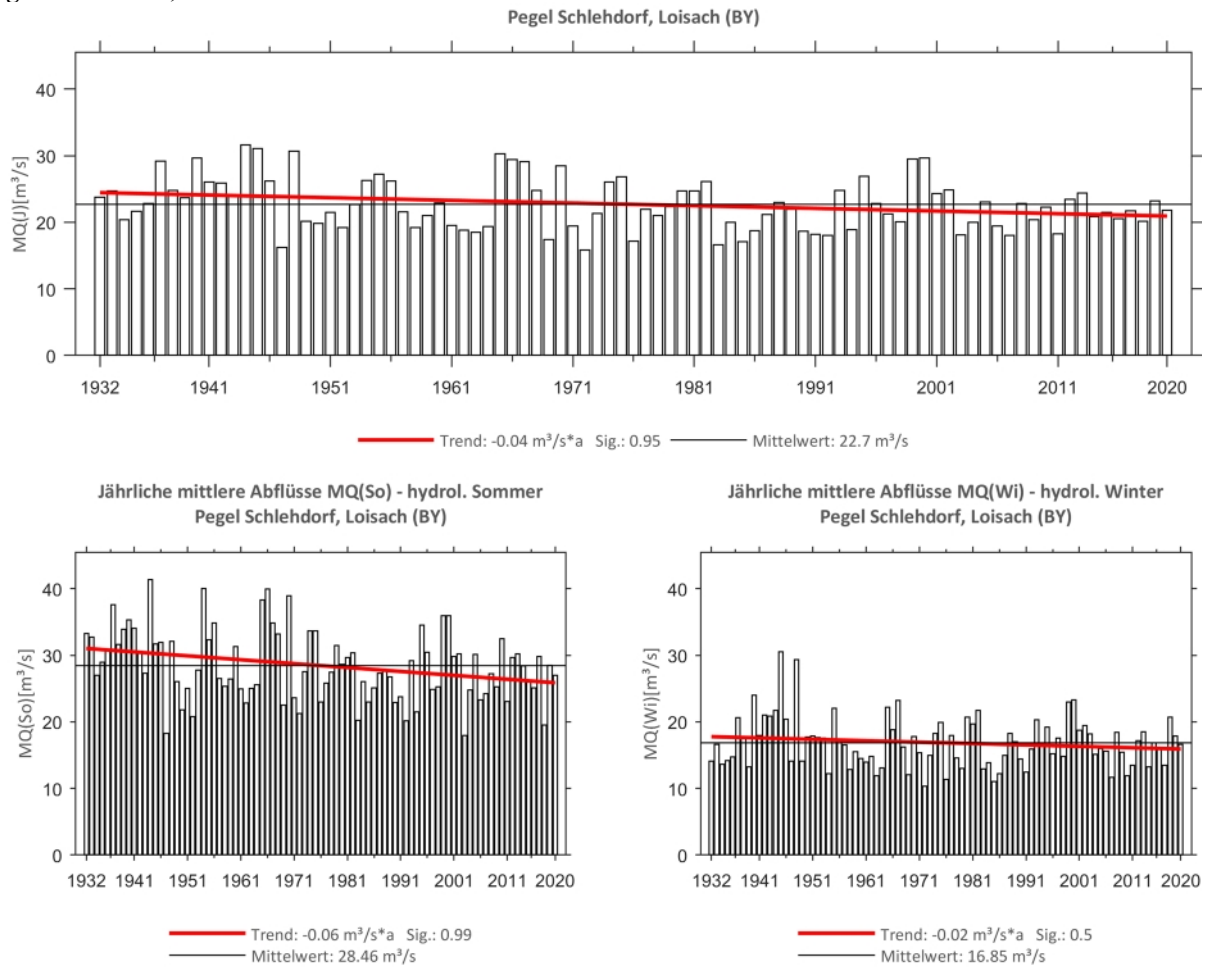 Pegel Schlehdorf, Loisach (BY)
40
30
20
10
0
MQ(J)[m³/s]
1932 1941 1951 1961 1971 1981 1991 2001 2011 2020
Trend: -0.04 m³/s*a Sig.: 0.95 Mittelwert: 22.7 m³/s
Jährliche mittlere Abflüsse MQ(So) - hydrol. Sommer
Pegel Schlehdorf, Loisach (BY)
40
30
20
10
0
MQ(So)[m³/s]
1932 1941 1951 1961 1971 1981 1991 2001 2011 2020
Trend: -0.06 m³/s*a Sig.: 0.99
Mittelwert: 28.46 m³/s
Jährliche mittlere Abflüsse MQ(Wi) - hydrol. Winter
Pegel Schlehdorf, Loisach (BY)
40
30
20
10
0
MQ(Wi)[m³/s]
1932 1941 1951 1961 1971 1981 1991 2001 2011 2020
Trend: -0.02 m³/s*a Sig.: 0.5
Mittelwert: 16.85 m³/s